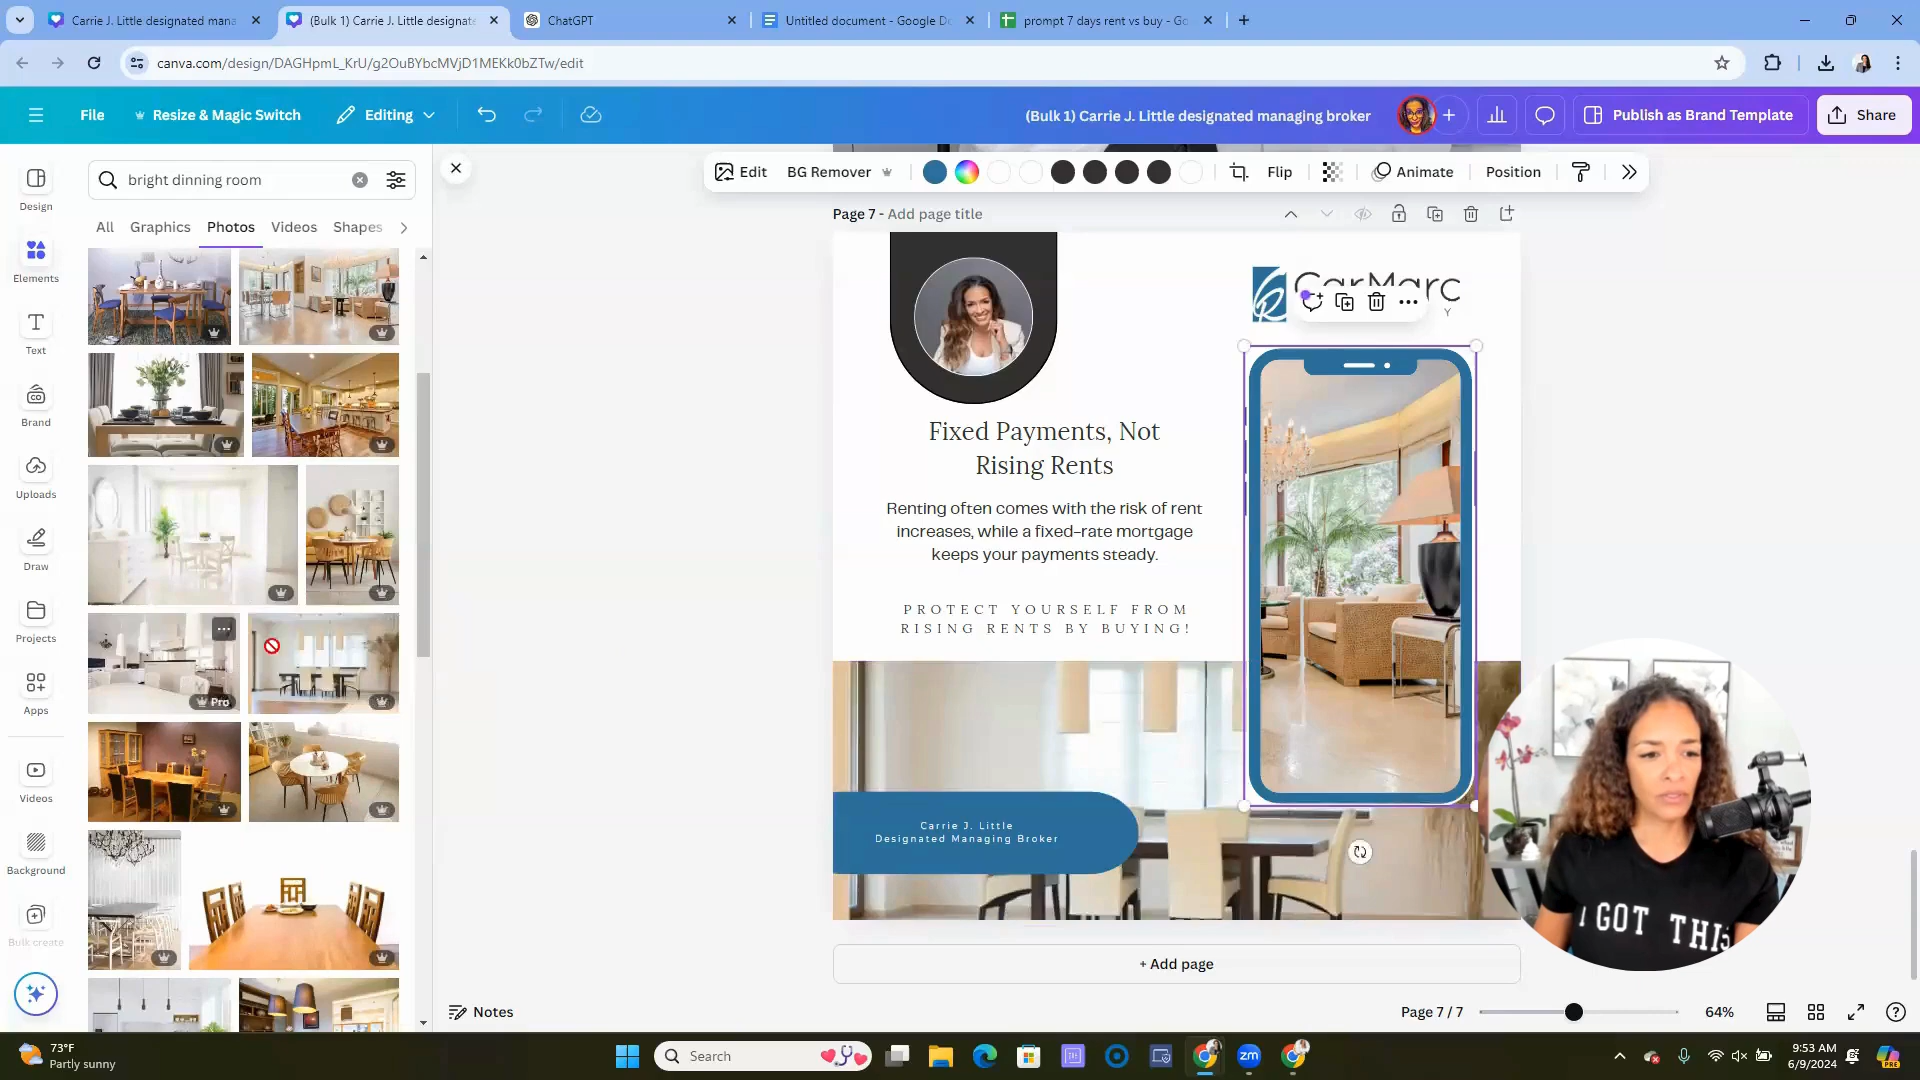 Carrie J. Little designated mana
(Bulk 1) Carrie J. Little designate
ChatGPT
Untitled document - Google Do
prompt 7 days rent vs buy - Go
canva.com/design/DAGHpmL_KrU/g2OuBYbcMVjD1MEKk0bZTw/edit
File
Resize & Magic Switch
Editing
(Bulk 1) Carrie J. Little designated managing broker
Publish as Brand Template
Share
Design
Elements
Text
Brand
Uploads
Draw
Projects
Apps
Videos
Background
Bulk create
bright dinning room
All
Graphics
Photos
Videos
Shapes
Pro
Edit
BG Remover
Flip
Animate
Position
Page 7 - Add page title
CarMarc
Y
Fixed Payments, Not
Rising Rents
Renting often comes with the risk of rent
increases, while a fixed-rate mortgage
keeps your payments steady.
PROTECT YOURSELF FROM
RISING RENTS BY BUYING!
Carrie J. Little
Designated Managing Broker
+ Add page
I GOT THIS
Notes
Page 7 / 7
64%
73°F
Partly sunny
Search
zm
9:53 AM
6/9/2024
PRE